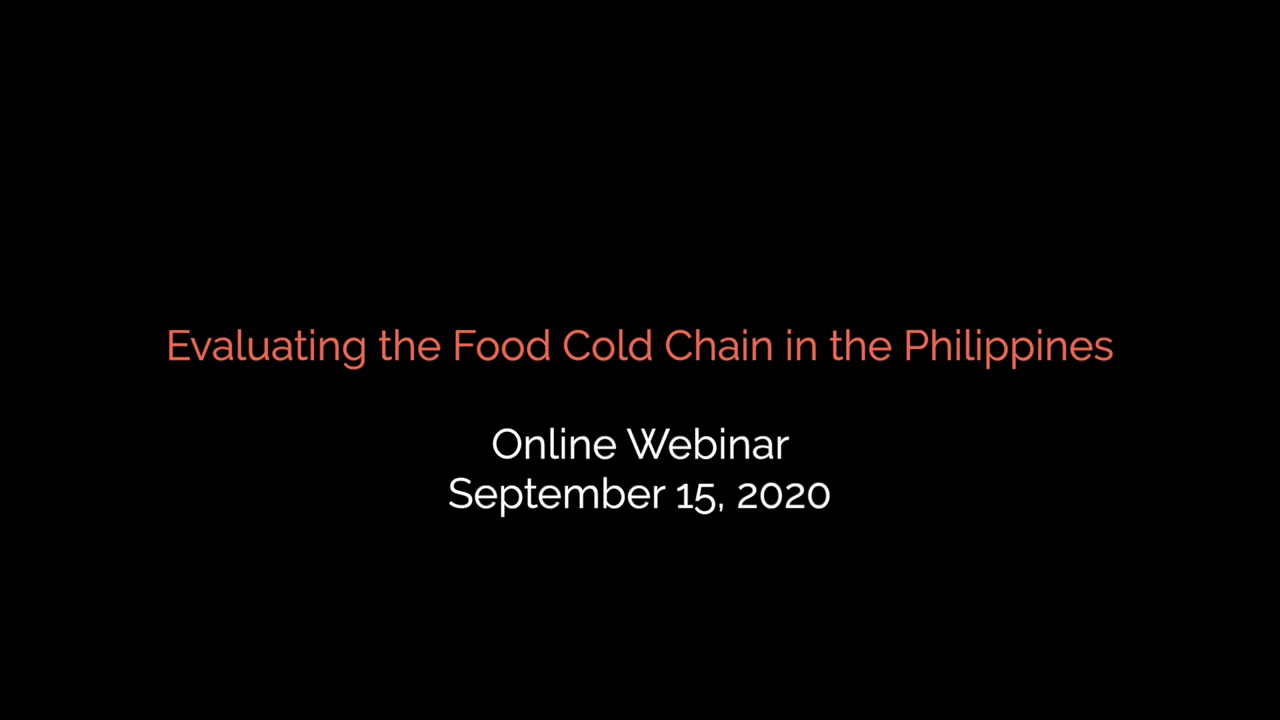 Evaluating the Food Cold Chain in the Philippines
Online Webinar
September 15, 2020